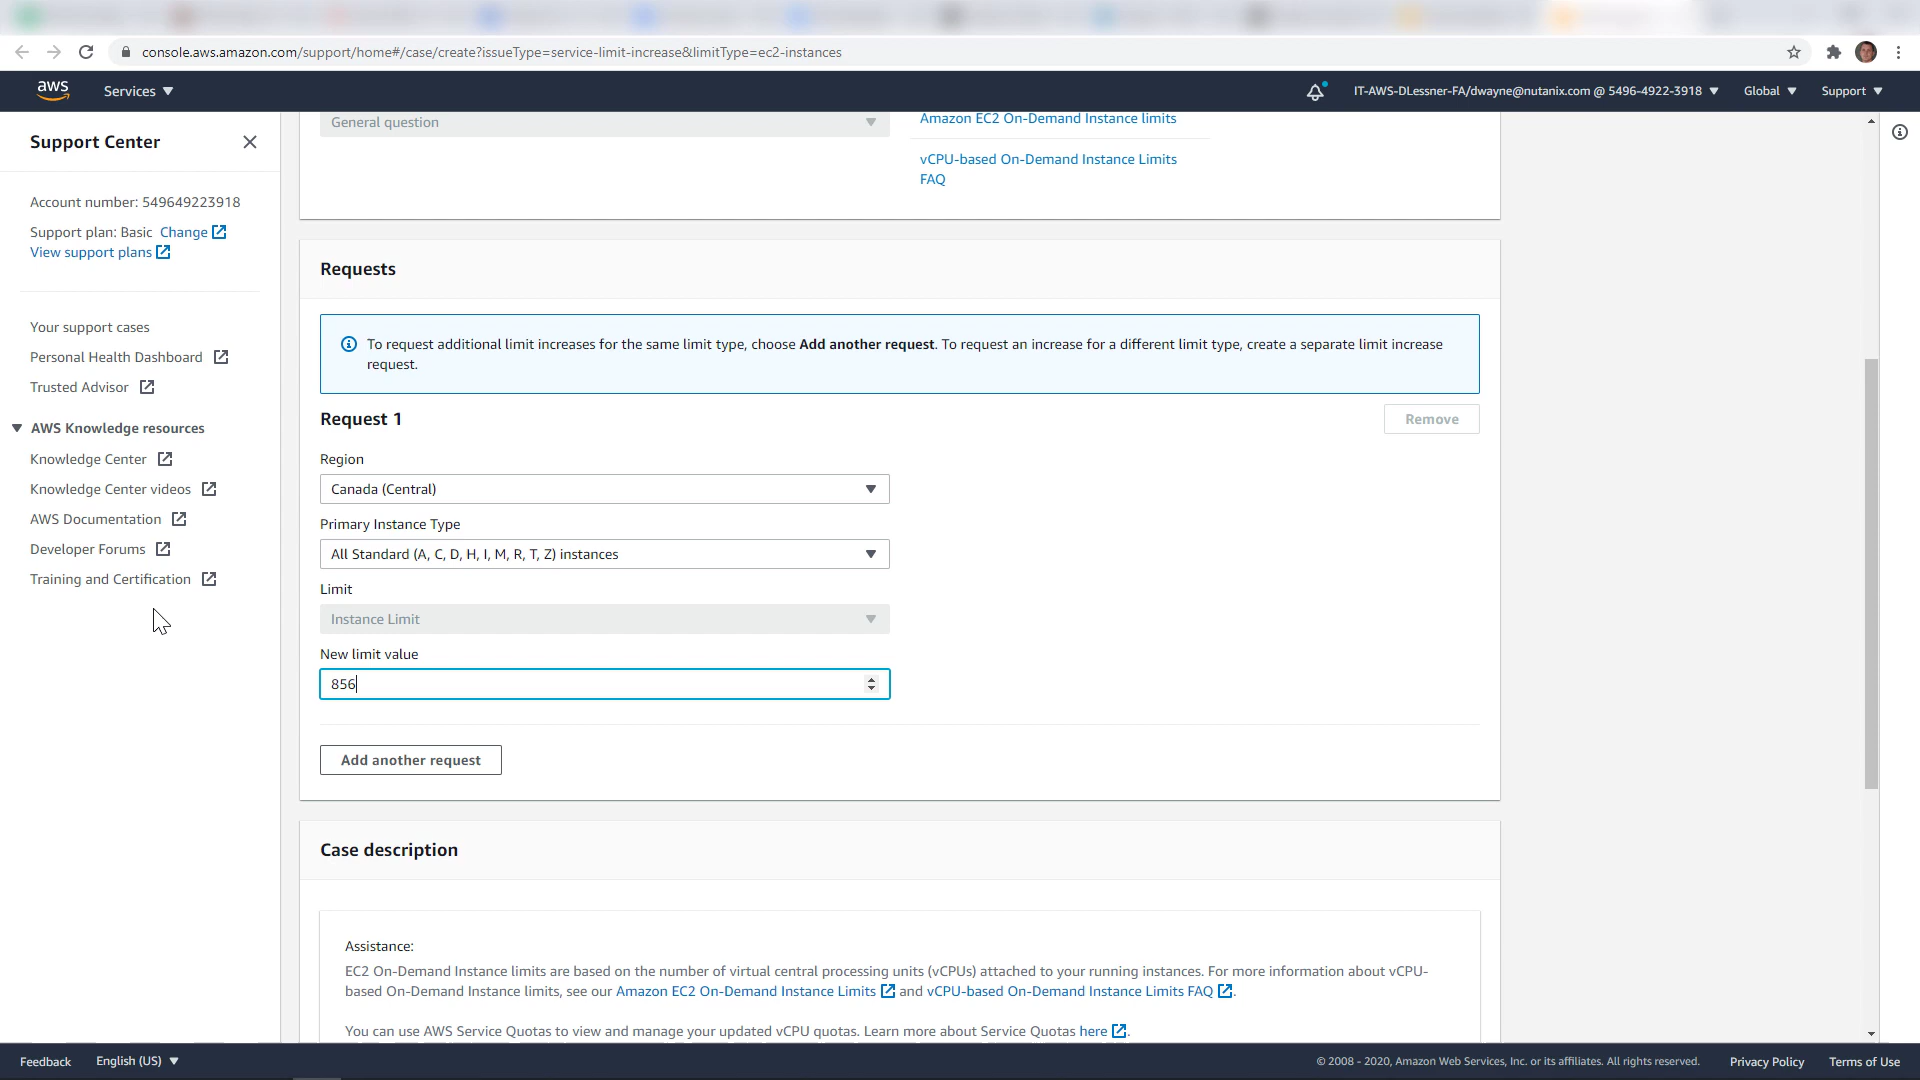 console.aws.amazon.com/support/home#/case/create?issueType=service-limit-increase&limitType=ec2-instances
aws
Services
IT-AWS-DLessner-FA/dwayne@nutanix.com @ 5496-4922-3918
Global
Support
Support Center
Account number: 549649223918
Support plan: Basic Change
View support plans
Your support cases
Personal Health Dashboard
Trusted Advisor
AWS Knowledge resources
Knowledge Center
Knowledge Center videos
AWS Documentation
Developer Forums
Training and Certification
General question
Amazon EC2 On-Demand Instance limits
vCPU-based On-Demand Instance Limits
FAQ
Requests
To request additional limit increases for the same limit type, choose Add another request. To request an increase for a different limit type, create a separate limit increase
request.
Request 1
Remove
Region
Canada (Central)
Primary Instance Type
All Standard (A, C, D, H, I, M, R, T, Z) instances
Limit
Instance Limit
New limit value
856
Add another request
Case description
Assistance:
EC2 On-Demand Instance limits are based on the number of virtual central processing units (vCPUs) attached to your running instances. For more information about vCPU-
based On-Demand Instance limits, see our Amazon EC2 On-Demand Instance Limits and vCPU-based On-Demand Instance Limits FAQ.
You can use AWS Service Quotas to view and manage your updated vCPU quotas. Learn more about Service Quotas here.
Feedback
English (US)
© 2008 - 2020, Amazon Web Services, Inc. or its affiliates. All rights reserved.
Privacy Policy
Terms of Use